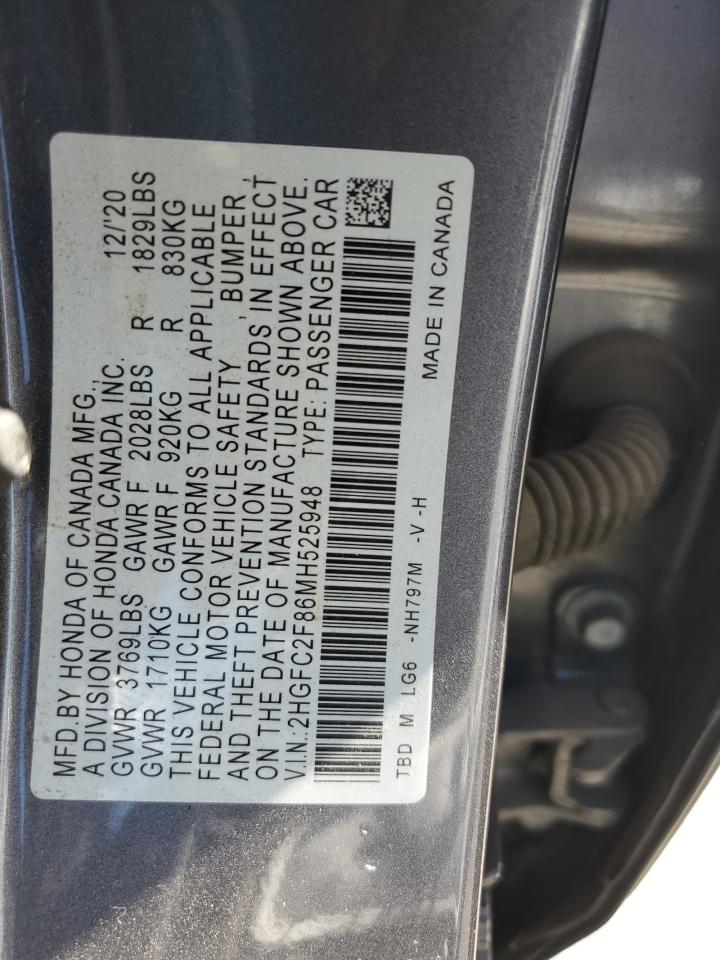 MFD.BY HONDA OF CANADA MFG., 12/'20
A DIVISION OF HONDA CANADA INC.
GVWR 3769LBS GAWR F 2028LBS R 1829LBS
GVWR 1710KG GAWR F 920KG R 830KG
THIS VEHICLE CONFORMS TO ALL APPLICABLE
FEDERAL MOTOR VEHICLE SAFETY , BUMPER ,
AND THEFT PREVENTION STANDARDS IN EFFECT
ON THE DATE OF MANUFACTURE SHOWN ABOVE.
V.I.N.:2HGFC2F86MH525948 TYPE: PASSENGER CAR
TBD M LG6 -NH797M -V -H MADE IN CANADA